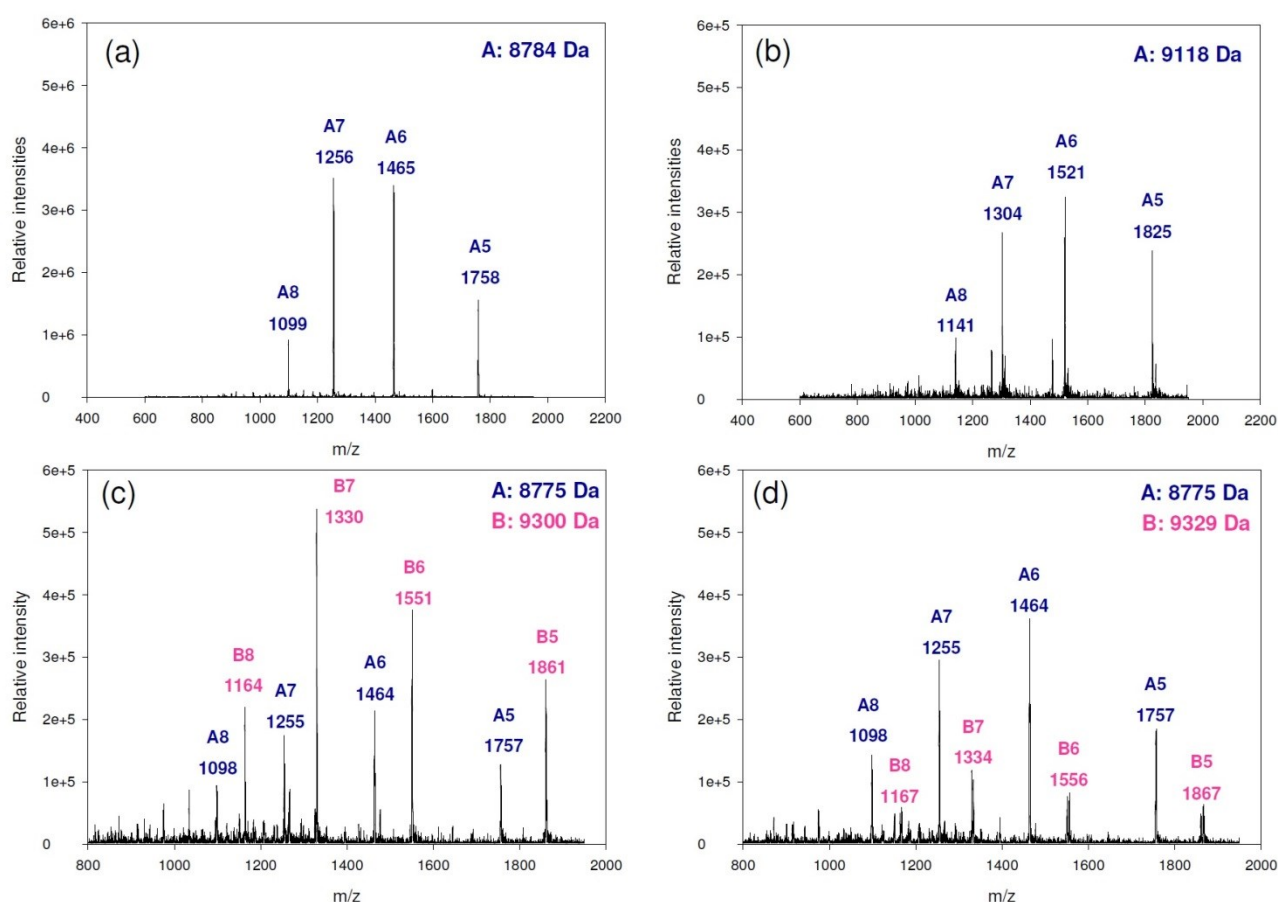 (a)
A: 8784 Da
Relative intensities
6e+6
5e+6
4e+6
3e+6
2e+6
1e+6
0
A8
1099
A7
1256
A6
1465
A5
1758
400 600 800 1000 1200 1400 1600 1800 2000 2200
m/z
(b)
A: 9118 Da
Relative intensities
6e+5
5e+5
4e+5
3e+5
2e+5
1e+5
0
A8
1141
A7
1304
A6
1521
A5
1825
400 600 800 1000 1200 1400 1600 1800 2000 2200
m/z
(c)
A: 8775 Da
B: 9300 Da
Relative intensity
6e+5
5e+5
4e+5
3e+5
2e+5
1e+5
0
A8
1098
B8
1164
A7
1255
B7
1330
A6
1464
B6
1551
A5
1757
B5
1861
800 1000 1200 1400 1600 1800 2000
m/z
(d)
A: 8775 Da
B: 9329 Da
Relative intensity
6e+5
5e+5
4e+5
3e+5
2e+5
1e+5
0
A8
1098
B8
1167
A7
1255
B7
1334
A6
1464
B6
1556
A5
1757
B5
1867
800 1000 1200 1400 1600 1800 2000
m/z